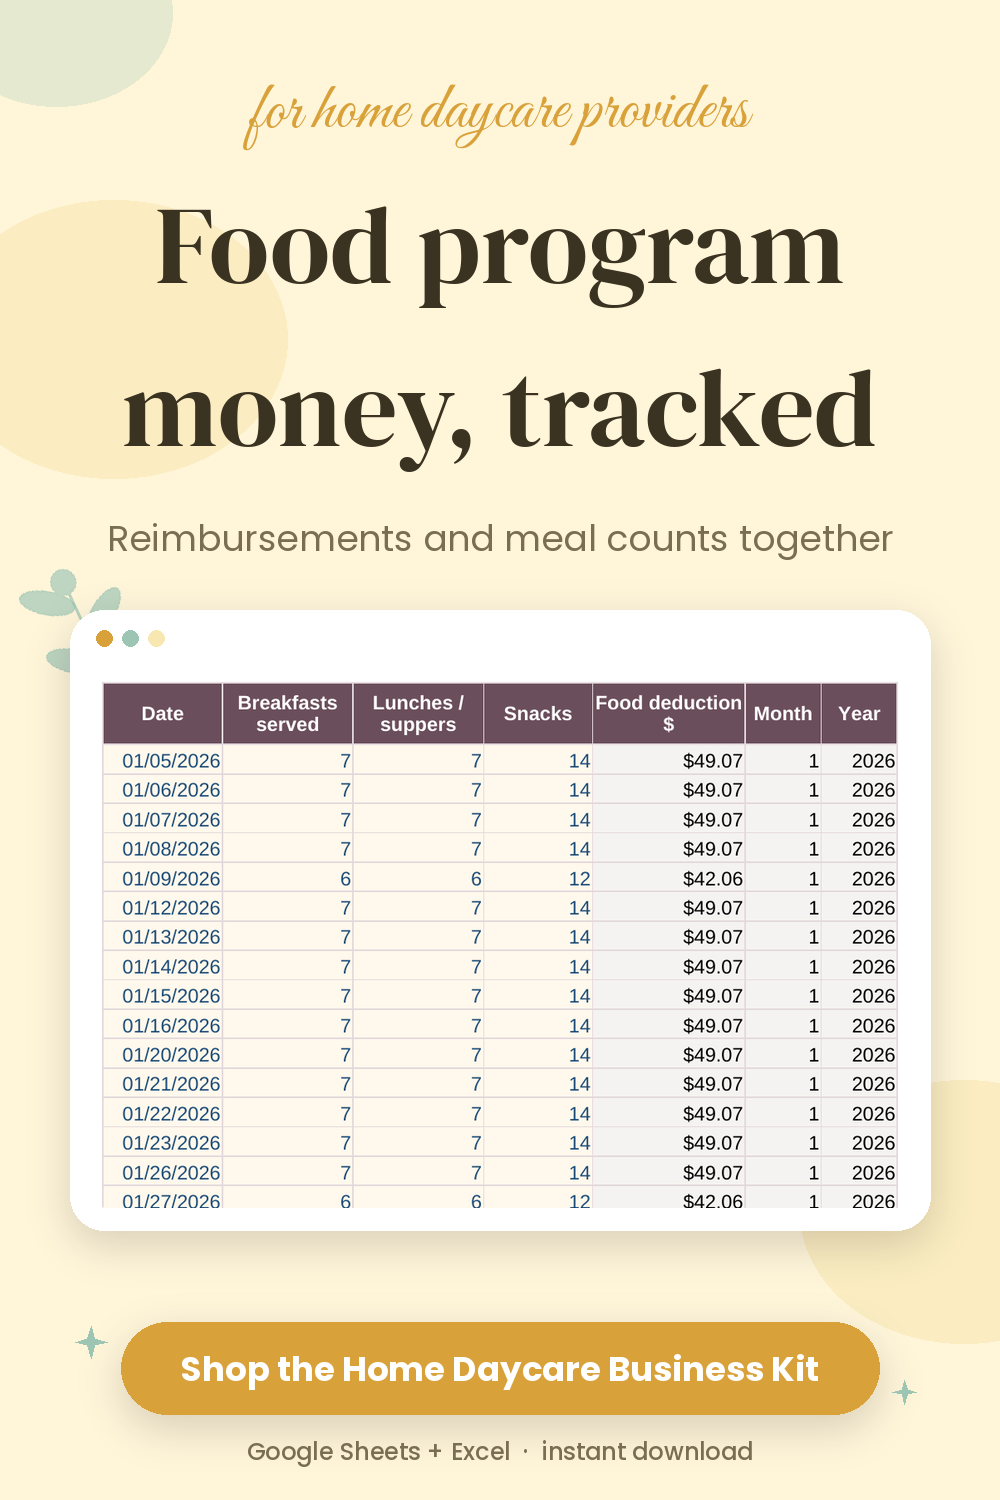 for home daycare providers
Food program
money, tracked
Reimbursements and meal counts together
Date Breakfasts served Lunches / suppers Snacks Food deduction $ Month Year
01/05/2026 7 7 14 $49.07 1 2026
01/06/2026 7 7 14 $49.07 1 2026
01/07/2026 7 7 14 $49.07 1 2026
01/08/2026 7 7 14 $49.07 1 2026
01/09/2026 6 6 12 $42.06 1 2026
01/12/2026 7 7 14 $49.07 1 2026
01/13/2026 7 7 14 $49.07 1 2026
01/14/2026 7 7 14 $49.07 1 2026
01/15/2026 7 7 14 $49.07 1 2026
01/16/2026 7 7 14 $49.07 1 2026
01/20/2026 7 7 14 $49.07 1 2026
01/21/2026 7 7 14 $49.07 1 2026
01/22/2026 7 7 14 $49.07 1 2026
01/23/2026 7 7 14 $49.07 1 2026
01/26/2026 7 7 14 $49.07 1 2026
01/27/2026 6 6 12 $42.06 1 2026
Shop the Home Daycare Business Kit
Google Sheets + Excel · instant download